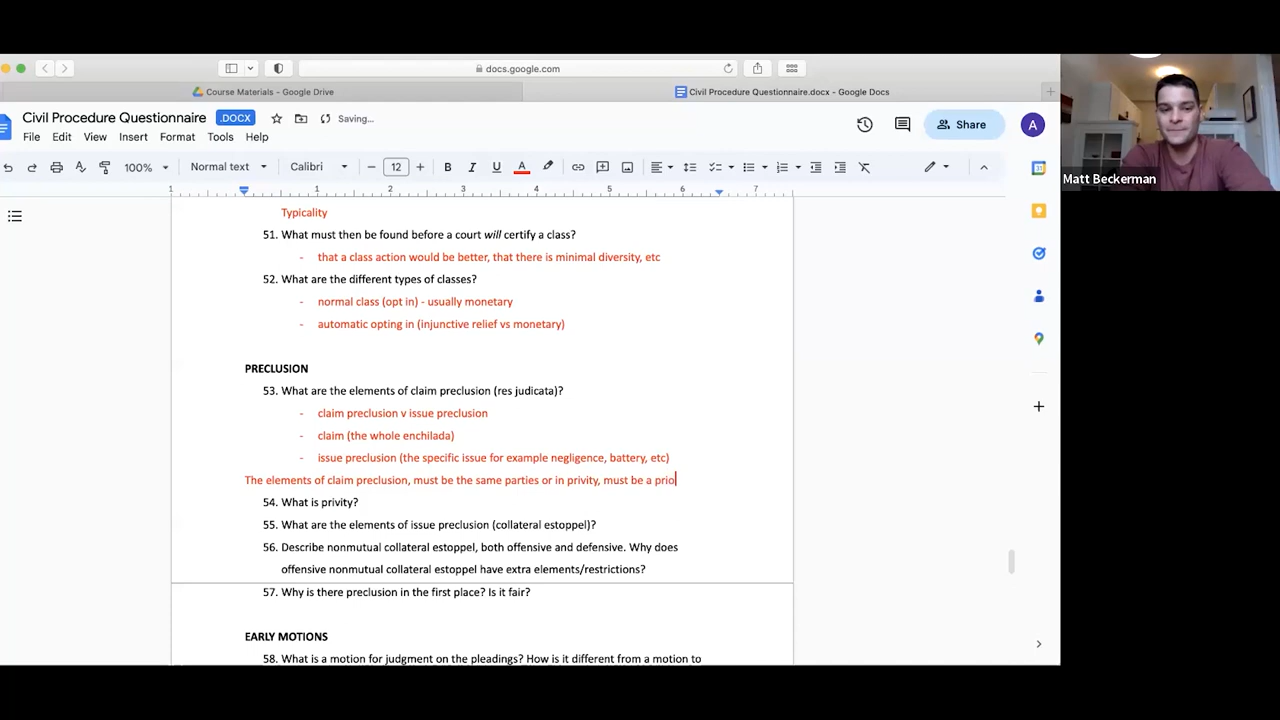 docs.google.com
Course Materials - Google Drive
Civil Procedure Questionnaire.docx - Google Docs
Civil Procedure Questionnaire .DOCX Saving...
File Edit View Insert Format Tools Help
Share A
100% Normal text Calibri 12 B I U A
1 1 2 3 4 5 6 7
Matt Beckerman
Typicality
51. What must then be found before a court will certify a class?
- that a class action would be better, that there is minimal diversity, etc
52. What are the different types of classes?
- normal class (opt in) - usually monetary
- automatic opting in (injunctive relief vs monetary)
PRECLUSION
53. What are the elements of claim preclusion (res judicata)?
- claim preclusion v issue preclusion
- claim (the whole enchilada)
- issue preclusion (the specific issue for example negligence, battery, etc)
The elements of claim preclusion, must be the same parties or in privity, must be a prio
54. What is privity?
55. What are the elements of issue preclusion (collateral estoppel)?
56. Describe nonmutual collateral estoppel, both offensive and defensive. Why does
offensive nonmutual collateral estoppel have extra elements/restrictions?
57. Why is there preclusion in the first place? Is it fair?
EARLY MOTIONS
58. What is a motion for judgment on the pleadings? How is it different from a motion to